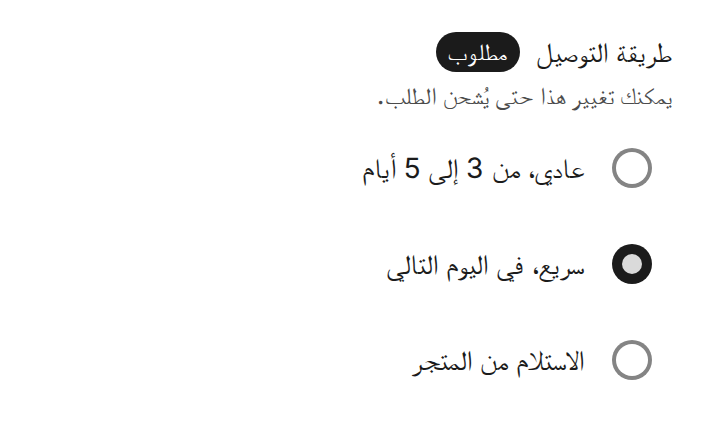 طريقة التوصيل مطلوب
يمكنك تغيير هذا حتى يُشحن الطلب.
عادي، من 3 إلى 5 أيام
سريع، في اليوم التالي
الاستلام من المتجر